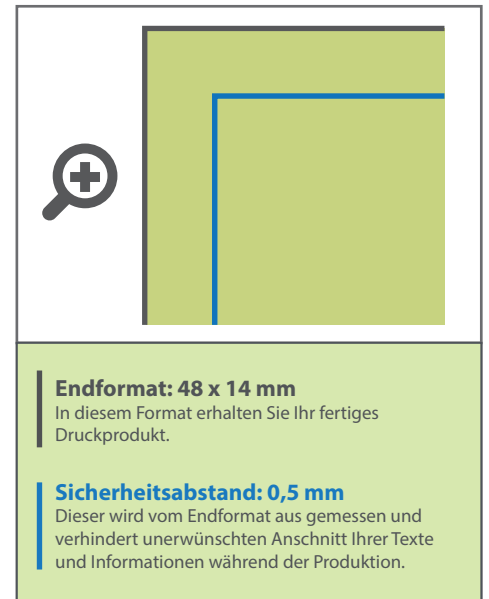 Endformat: 48 x 14 mm
In diesem Format erhalten Sie Ihr fertiges
Druckprodukt.
Sicherheitsabstand: 0,5 mm
Dieser wird vom Endformat aus gemessen und
verhindert unerwünschten Anschnitt Ihrer Texte
und Informationen während der Produktion.